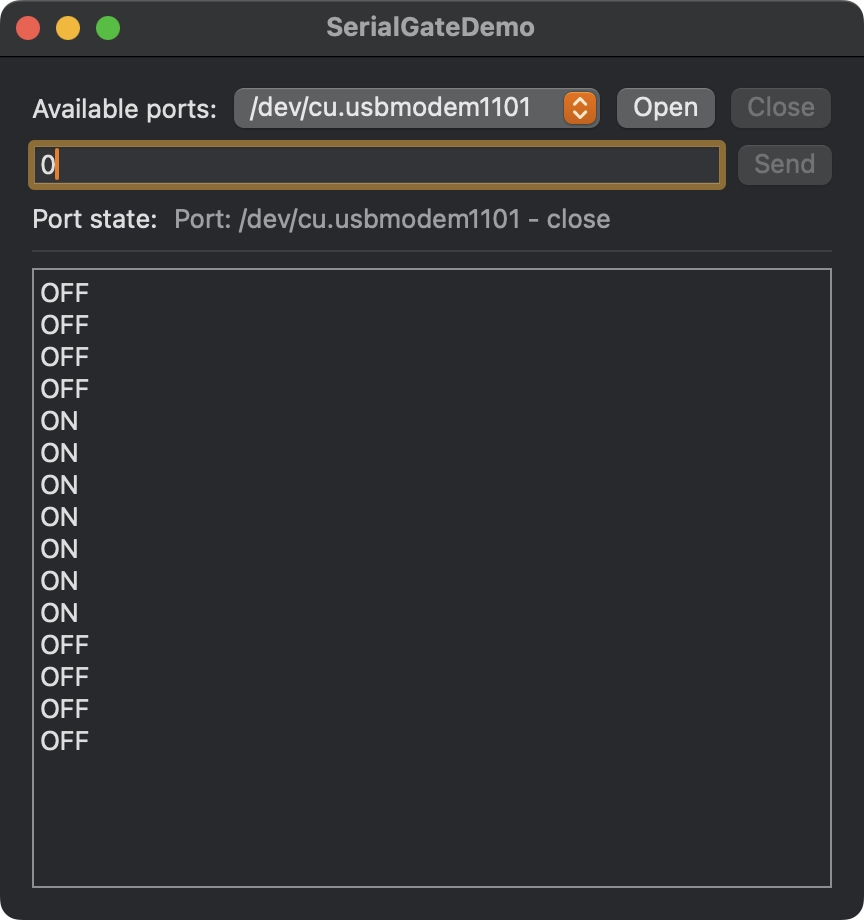 SerialGateDemo
Available ports: /dev/cu.usbmodem1101 Open Close
0 Send
Port state: Port: /dev/cu.usbmodem1101 - close
OFF
OFF
OFF
OFF
ON
ON
ON
ON
ON
ON
ON
OFF
OFF
OFF
OFF